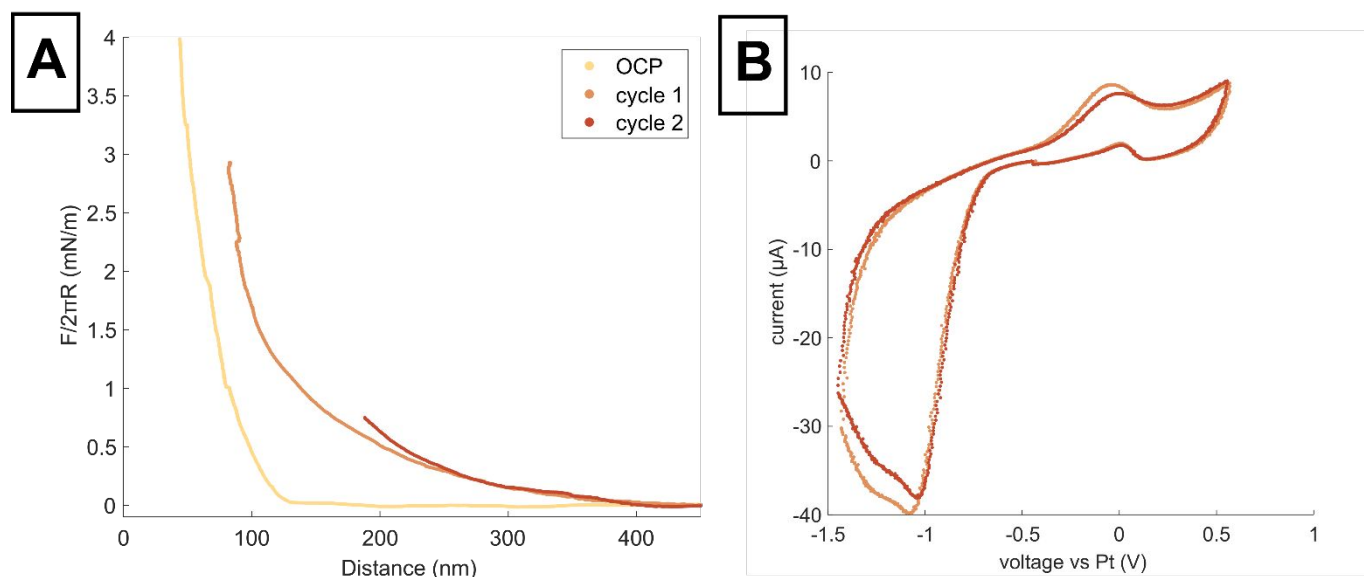 A
4
3.5
3
2.5
2
1.5
1
0.5
0
F/2πR (mN/m)
0
100
200
300
400
Distance (nm)
OCP
cycle 1
cycle 2
B
10
0
-10
-20
-30
-40
current (μA)
-1.5
-1
-0.5
0
0.5
1
voltage vs Pt (V)